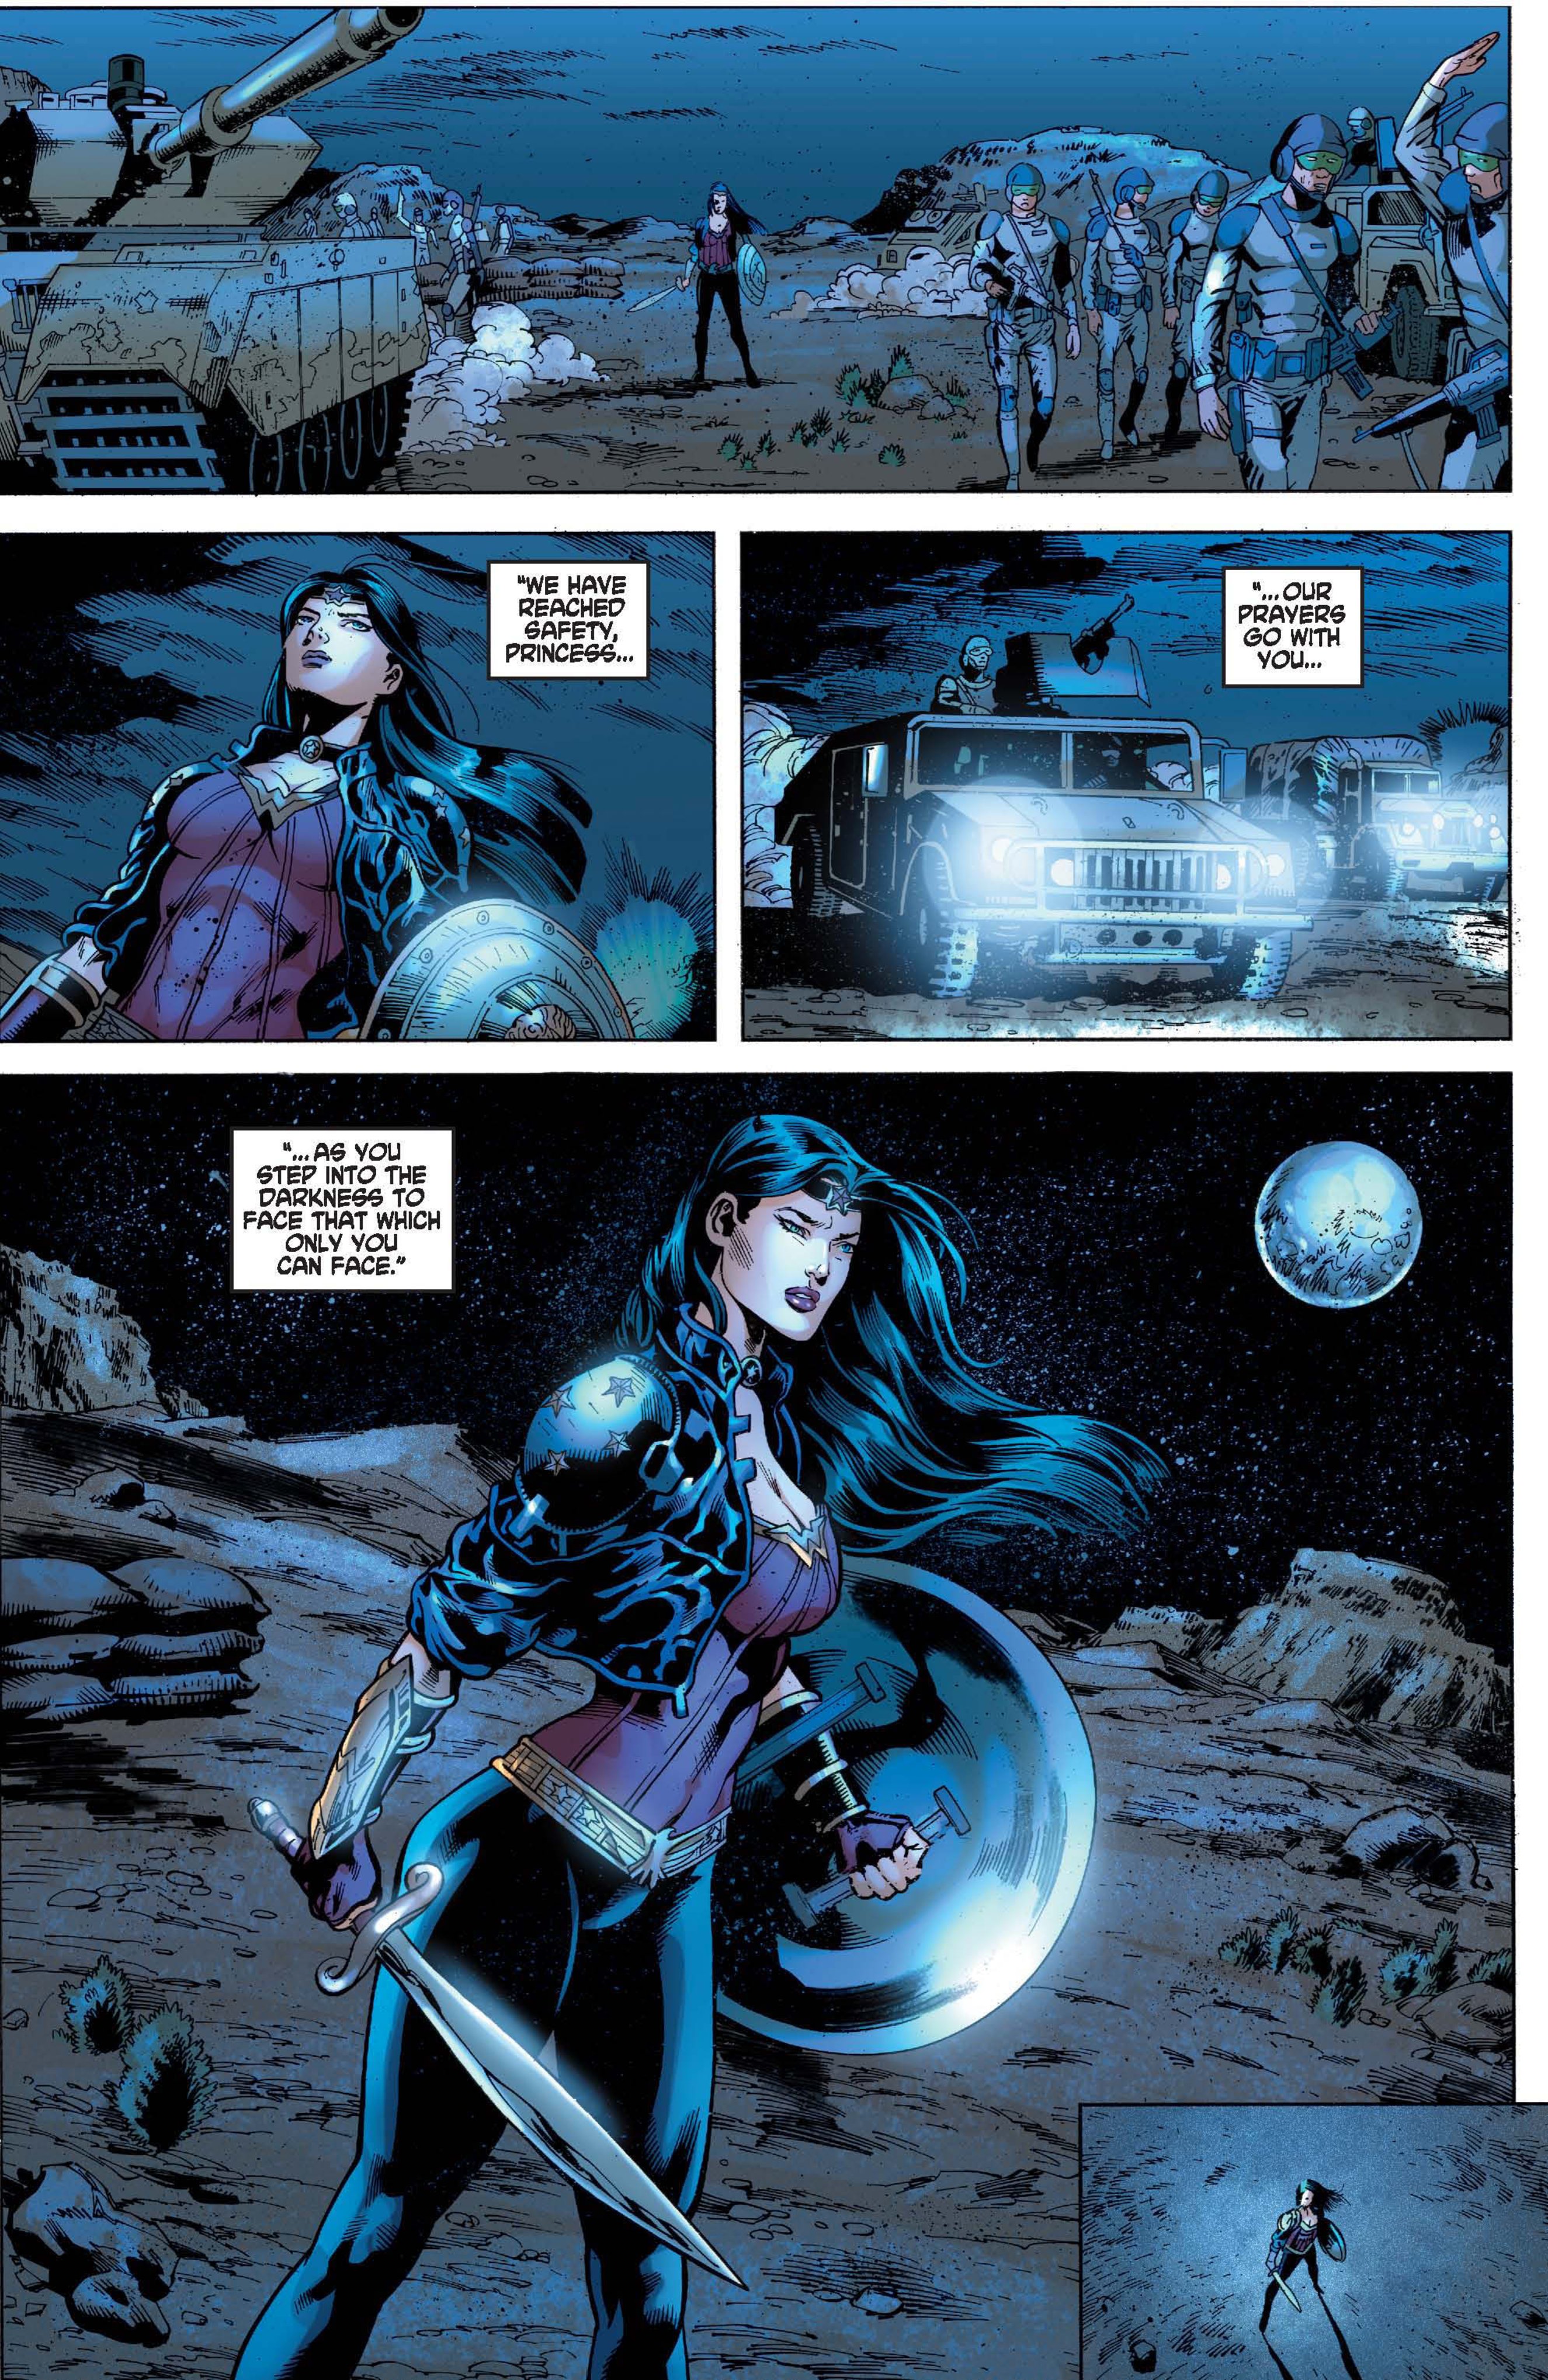 "WE HAVE
REACHED
SAFETY,
PRINCESS...
"...OUR
PRAYERS
GO WITH
YOU...
"...AS YOU
STEP INTO THE
DARKNESS TO
FACE THAT WHICH
ONLY YOU
CAN FACE."